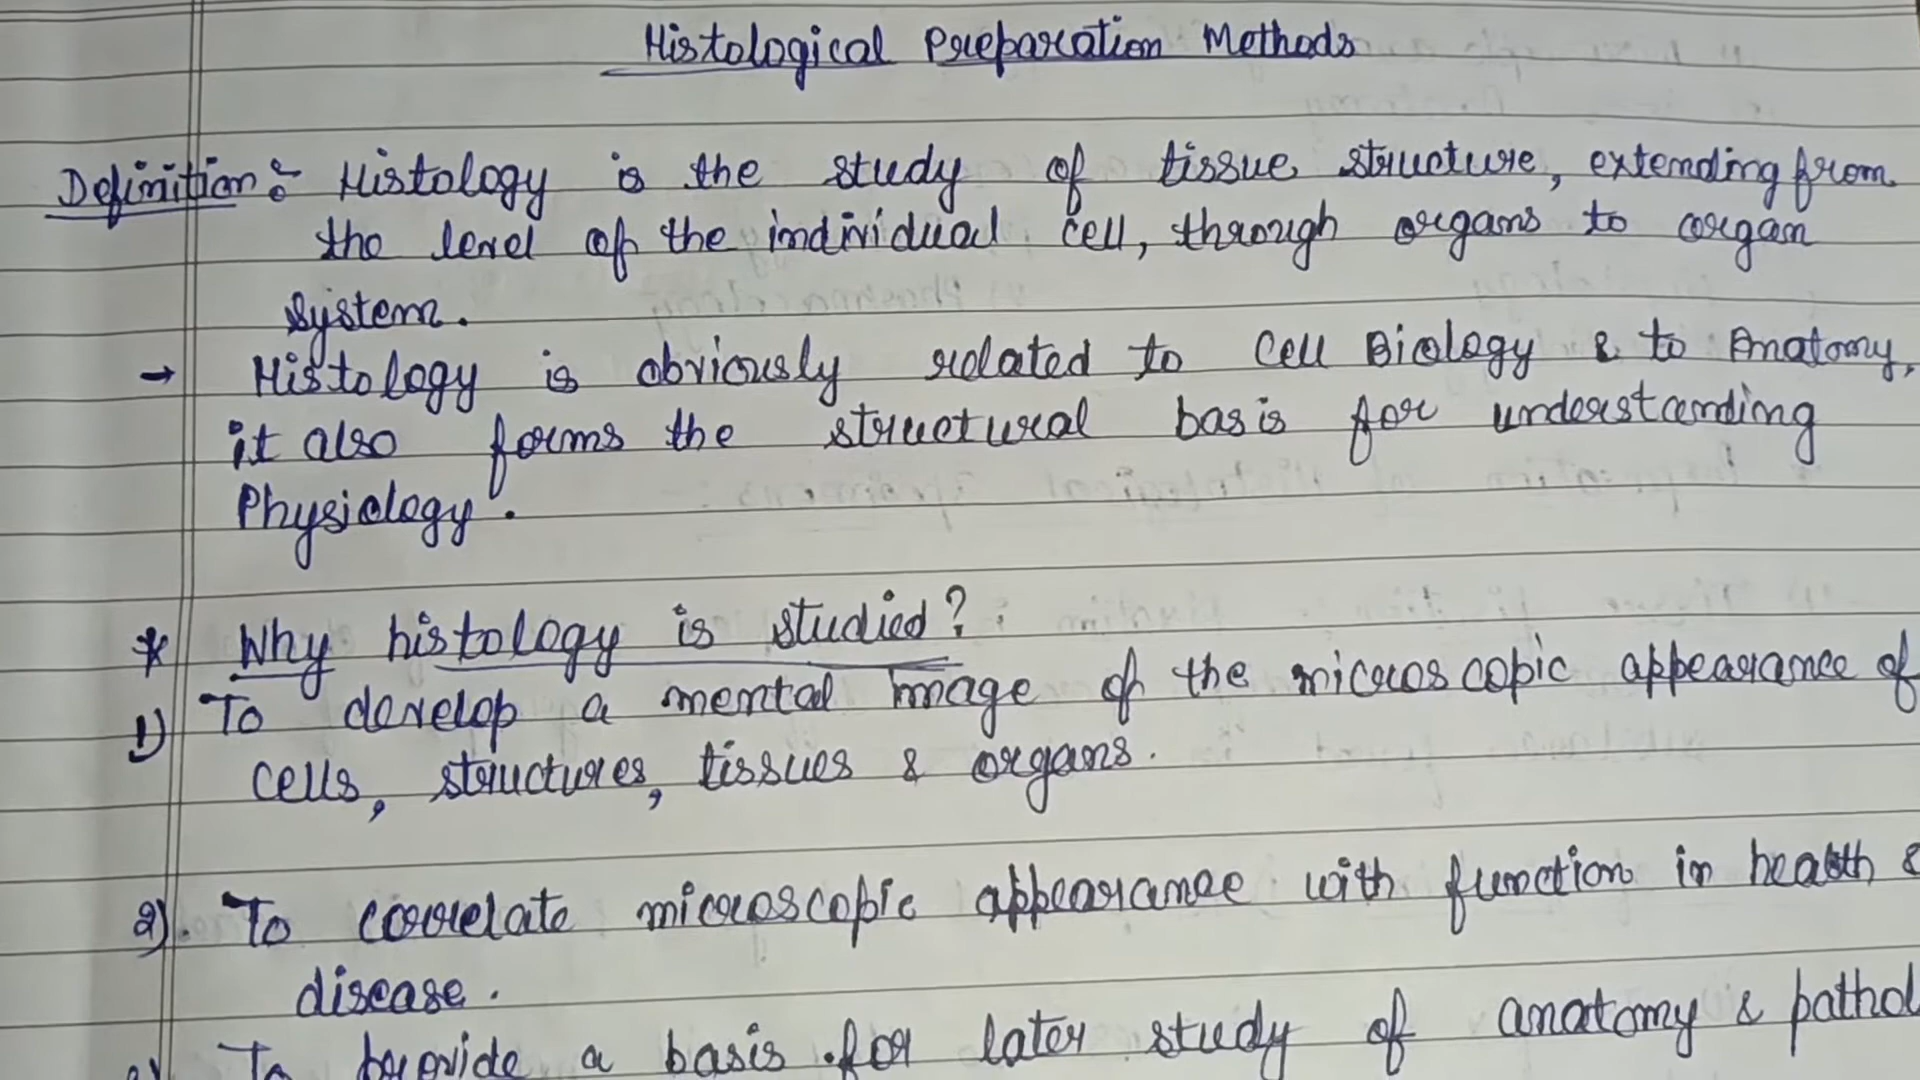 Histological Preparation Methods
Definition: Histology is the study of tissue structure, extending from
the level of the individual cell, through organs to organ
system.
→ Histology is obviously related to Cell Biology & to Anatomy,
it also forms the structural basis for understanding
Physiology.
* Why histology is studied?
1) To develop a mental image of the microscopic appearance of
cells, structures, tissues & organs.
2). To correlate microscopic appearance with function in health &
disease.
To provide a basis for later study of anatomy & pathol